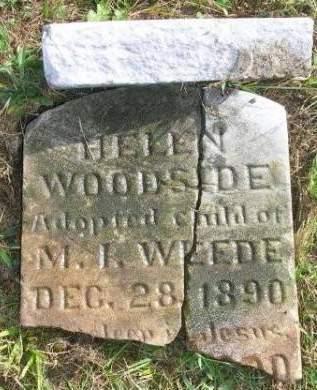 HELEN
WOODSIDE
Adopted child of
M. I. WEEDE
DEC. 28 1890
Jesus